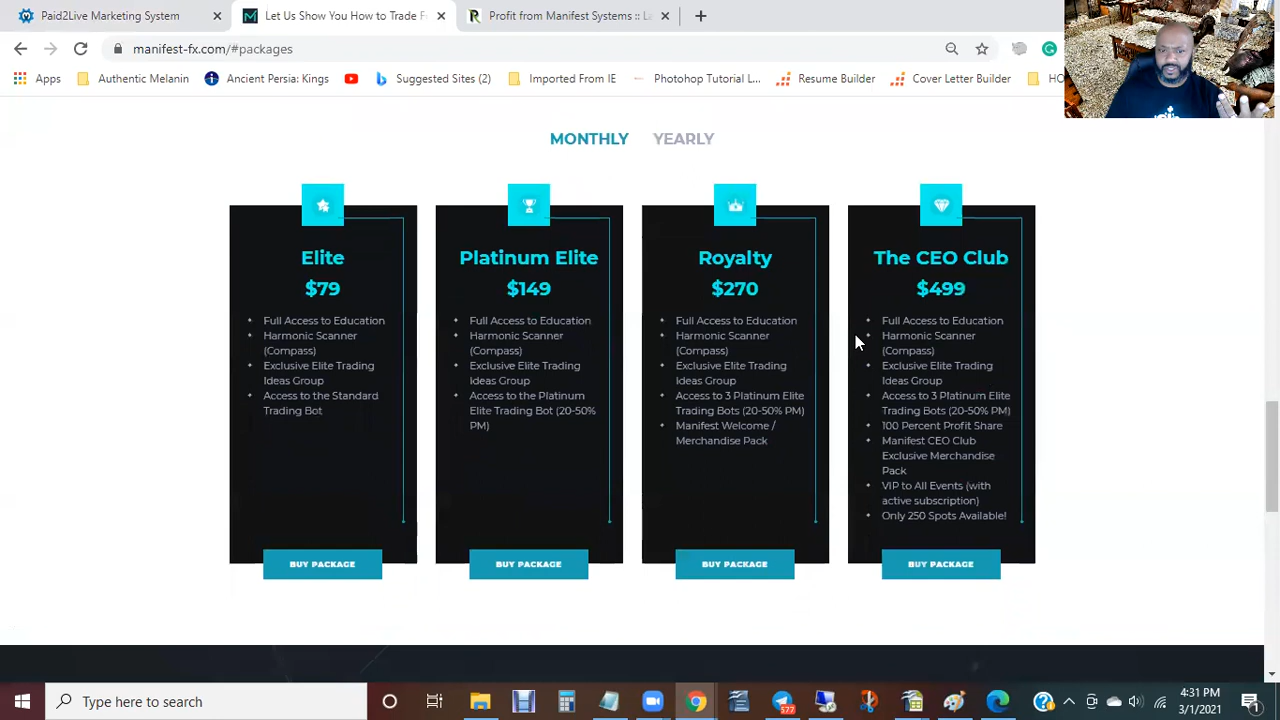 Paid2Live Marketing System
Let Us Show You How to Trade F
Profit from Manifest Systems :: L
manifest-fx.com/#packages
Apps
Authentic Melanin
Ancient Persia: Kings
Suggested Sites (2)
Imported From IE
Photohop Tutorial L...
Resume Builder
Cover Letter Builder
HO
MONTHLY YEARLY
Elite
$79
• Full Access to Education
• Harmonic Scanner
(Compass)
• Exclusive Elite Trading
Ideas Group
• Access to the Standard
Trading Bot
BUY PACKAGE
Platinum Elite
$149
• Full Access to Education
• Harmonic Scanner
(Compass)
• Exclusive Elite Trading
Ideas Group
• Access to the Platinum
Elite Trading Bot (20-50%
PM)
BUY PACKAGE
Royalty
$270
• Full Access to Education
• Harmonic Scanner
(Compass)
• Exclusive Elite Trading
Ideas Group
• Access to 3 Platinum Elite
Trading Bots (20-50% PM)
• Manifest Welcome /
Merchandise Pack
BUY PACKAGE
The CEO Club
$499
• Full Access to Education
• Harmonic Scanner
(Compass)
• Exclusive Elite Trading
Ideas Group
• Access to 3 Platinum Elite
Trading Bots (20-50% PM)
• 100 Percent Profit Share
• Manifest CEO Club
Exclusive Merchandise
Pack
• VIP to All Events (with
active subscription)
• Only 250 Spots Available!
BUY PACKAGE
Type here to search
4:31 PM
3/1/2021